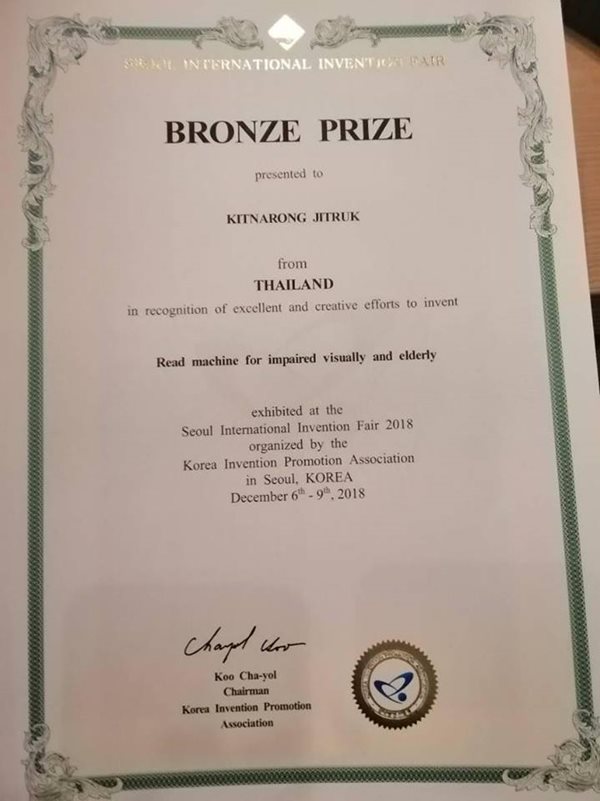 SEOUL INTERNATIONAL INVENTION FAIR
BRONZE PRIZE
presented to
KITNARONG JITRUK
from
THAILAND
in recognition of excellent and creative efforts to invent
Read machine for impaired visually and elderly
exhibited at the
Seoul International Invention Fair 2018
organized by the
Korea Invention Promotion Association
in Seoul, KOREA
December 6th - 9th, 2018
Koo Cha-yol
Chairman
Korea Invention Promotion
Association